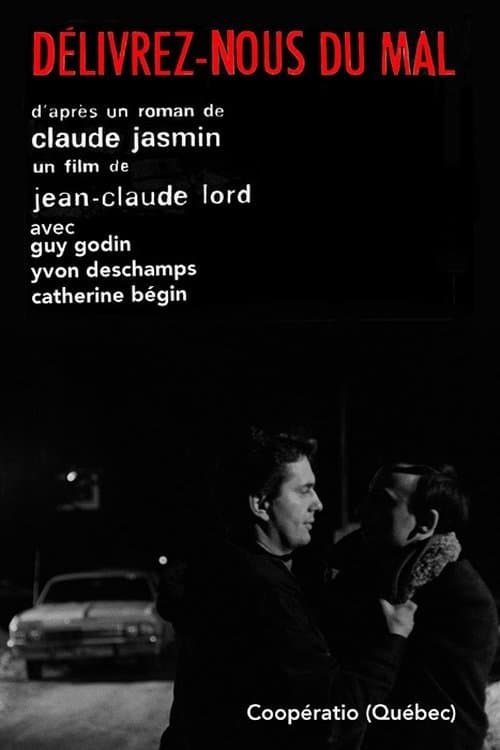 DÉLIVREZ-NOUS DU MAL
d'après un roman de
claude jasmin
un film de
jean-claude lord
avec
guy godin
yvon deschamps
catherine bégin
Coopératio (Québec)